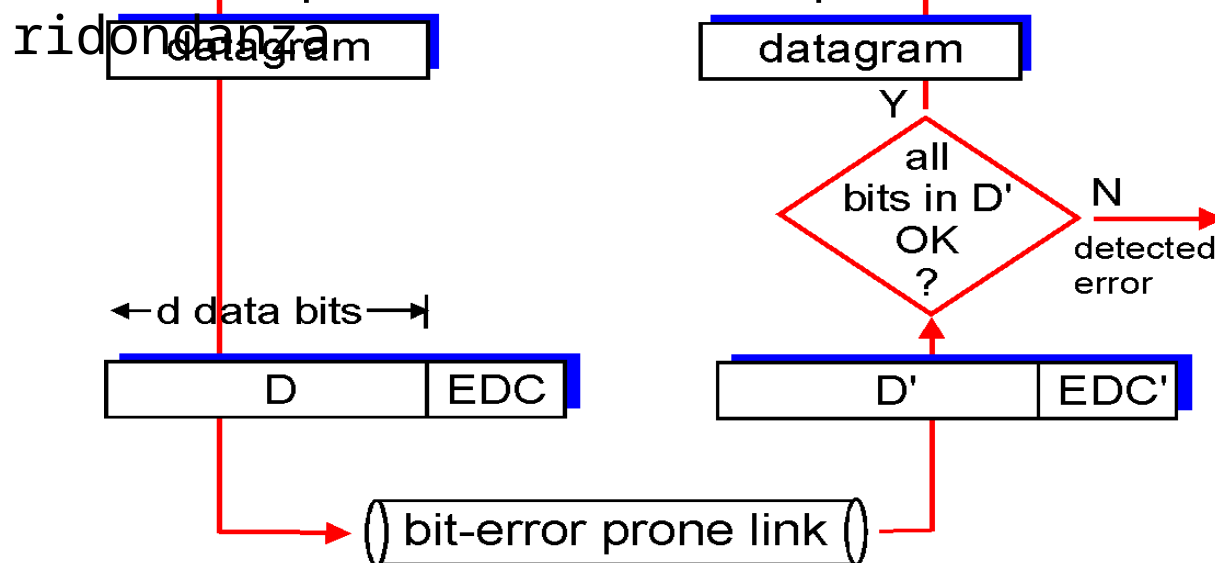 ridondanza
datagram
datagram
Y
all
bits in D'
OK
?
N
detected
error
d data bits
D
EDC
D'
EDC'
bit-error prone link